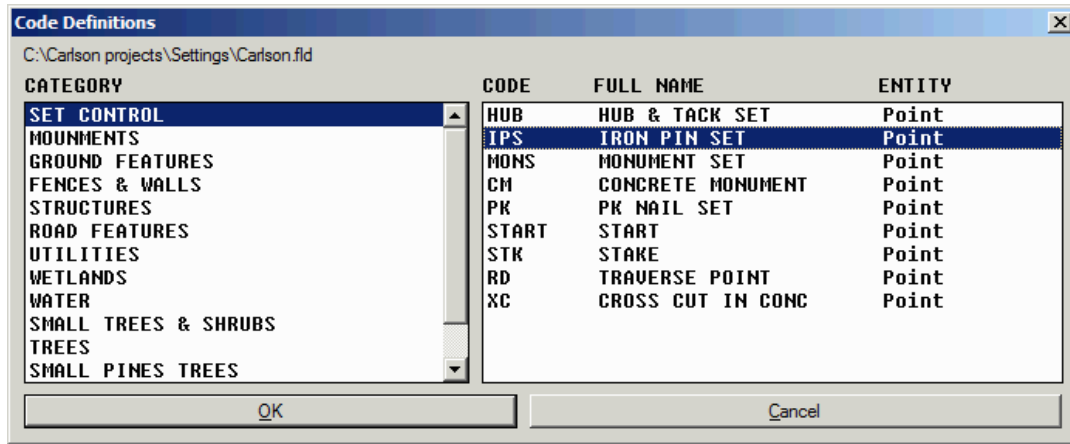 Code Definitions
C:\Carlson projects\Settings\Carlson.fld
CATEGORY
SET CONTROL
MOUNMENTS
GROUND FEATURES
FENCES & WALLS
STRUCTURES
ROAD FEATURES
UTILITIES
WETLANDS
WATER
SMALL TREES & SHRUBS
TREES
SMALL PINES TREES
CODE FULL NAME ENTITY
HUB HUB & TACK SET Point
IPS IRON PIN SET Point
MONS MONUMENT SET Point
CM CONCRETE MONUMENT Point
PK PK NAIL SET Point
START START Point
STK STAKE Point
RD TRAVERSE POINT Point
XC CROSS CUT IN CONC Point
OK
Cancel